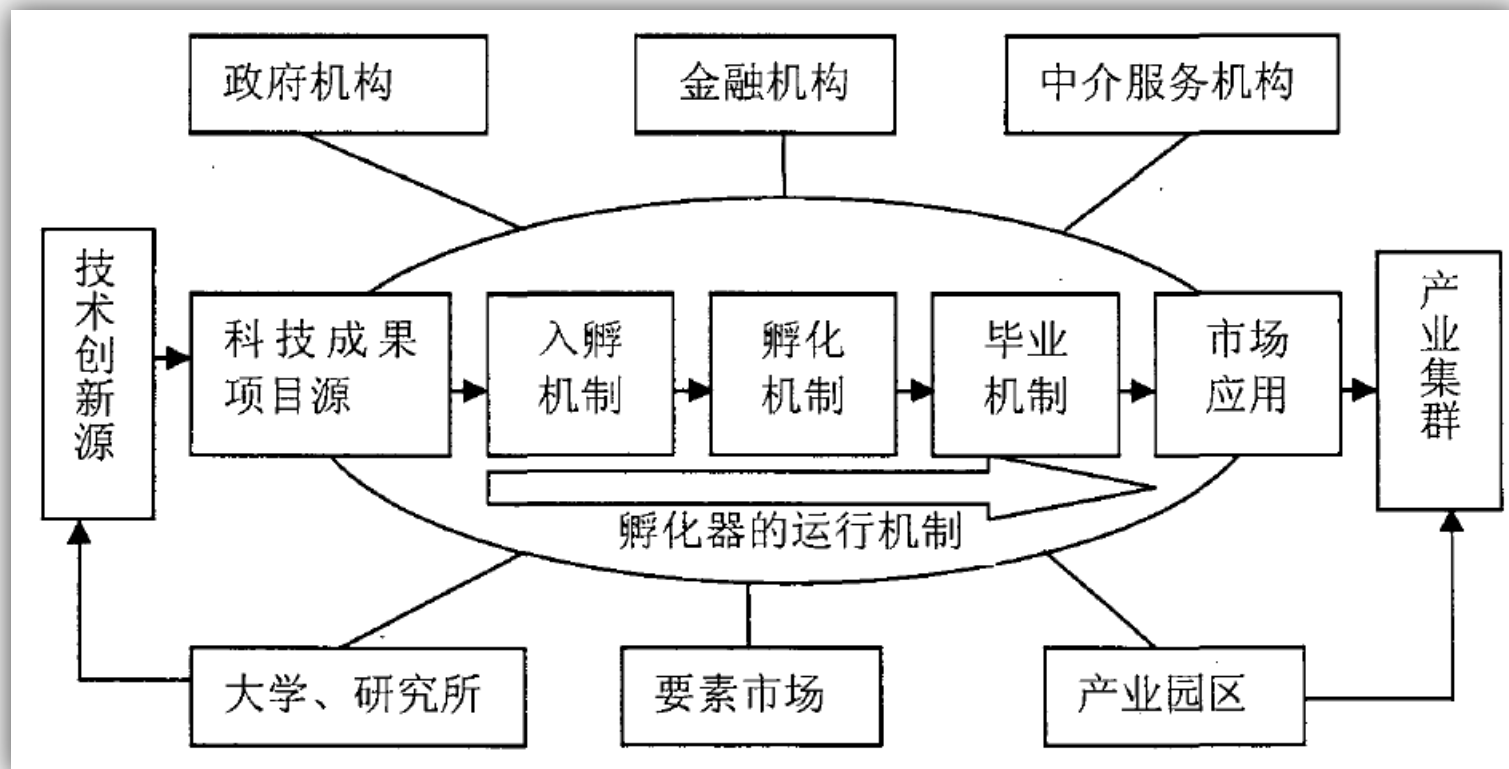 政府机构
金融机构
中介服务机构
技术创新源
科技成果
项目源
入孵
机制
孵化
机制
毕业
机制
市场
应用
产业集群
孵化器的运行机制
大学、研究所
要素市场
产业园区